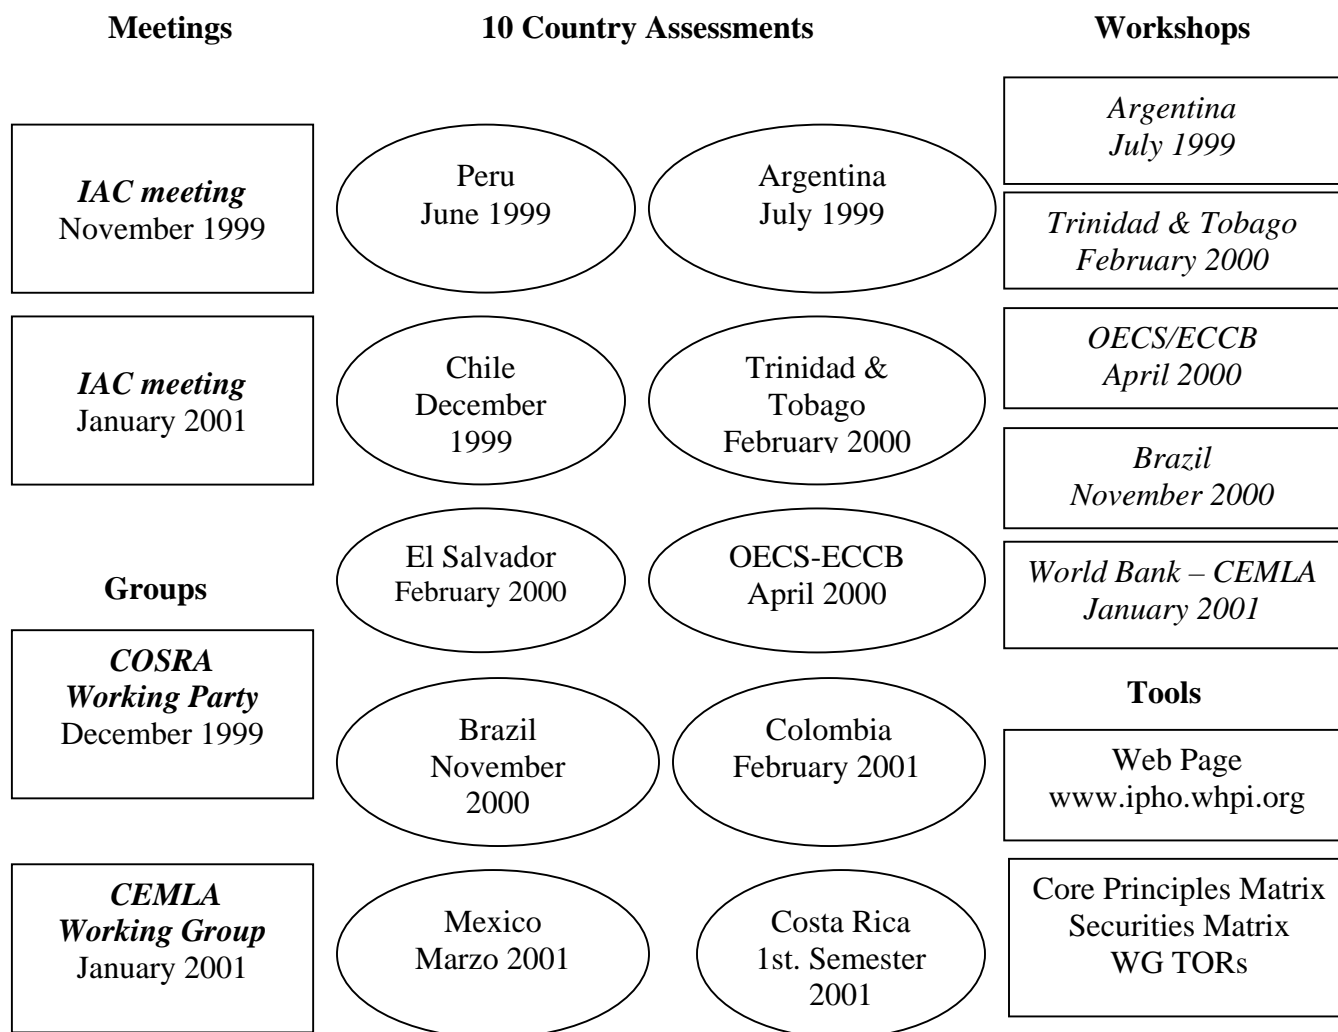 Meetings
IAC meeting
November 1999
IAC meeting
January 2001
Groups
COSRA
Working Party
December 1999
CEMLA
Working Group
January 2001
10 Country Assessments
Peru
June 1999
Argentina
July 1999
Chile
December
1999
Trinidad &
Tobago
February 2000
El Salvador
February 2000
OECS-ECCB
April 2000
Brazil
November
2000
Colombia
February 2001
Mexico
Marzo 2001
Costa Rica
1st. Semester
2001
Workshops
Argentina
July 1999
Trinidad & Tobago
February 2000
OECS/ECCB
April 2000
Brazil
November 2000
World Bank – CEMLA
January 2001
Tools
Web Page
www.ipho.whpi.org
Core Principles Matrix
Securities Matrix
WG TORs